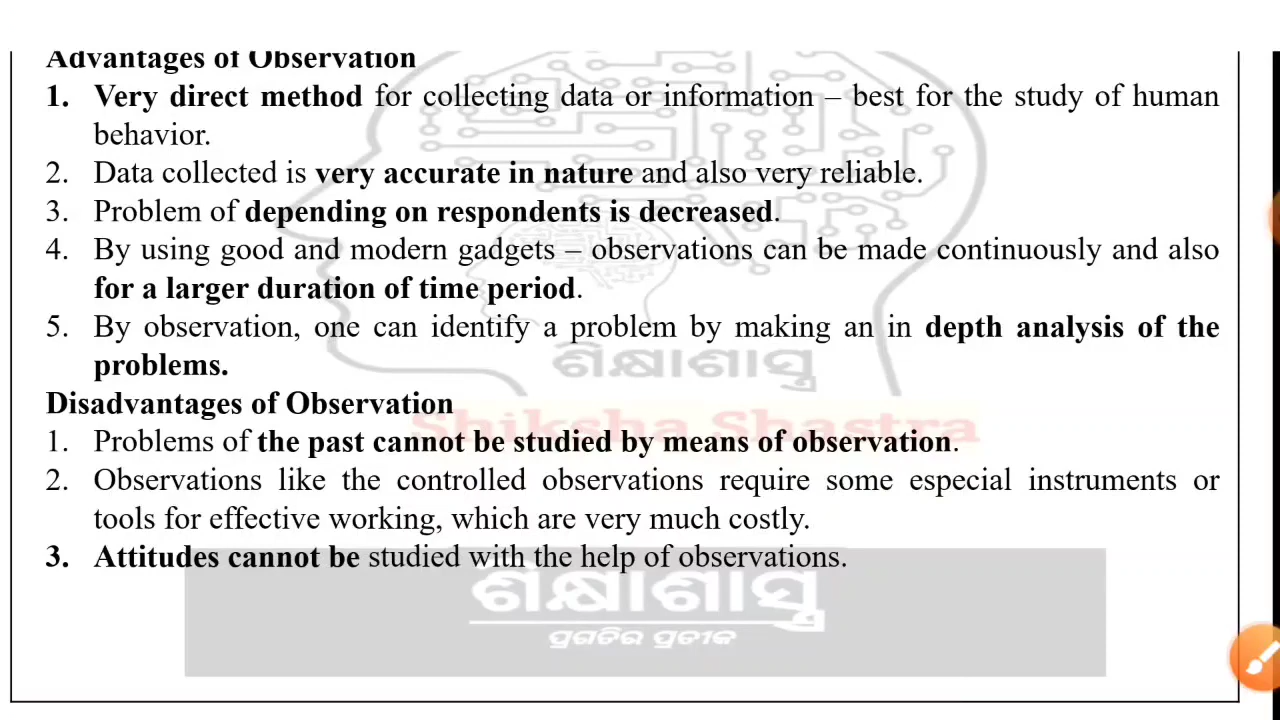 Advantages of Observation
1. Very direct method for collecting data or information – best for the study of human
behavior.
2. Data collected is very accurate in nature and also very reliable.
3. Problem of depending on respondents is decreased.
4. By using good and modern gadgets – observations can be made continuously and also
for a larger duration of time period.
5. By observation, one can identify a problem by making an in depth analysis of the
problems.
ଶିକ୍ଷାଶାସ୍ତ୍ର
Disadvantages of Observation
Shiksha Shastra
1. Problems of the past cannot be studied by means of observation.
2. Observations like the controlled observations require some especial instruments or
tools for effective working, which are very much costly.
3. Attitudes cannot be studied with the help of observations.
ଶିକ୍ଷାଶାସ୍ତ୍ର
ପ୍ରଗତିର ପ୍ରତୀକ